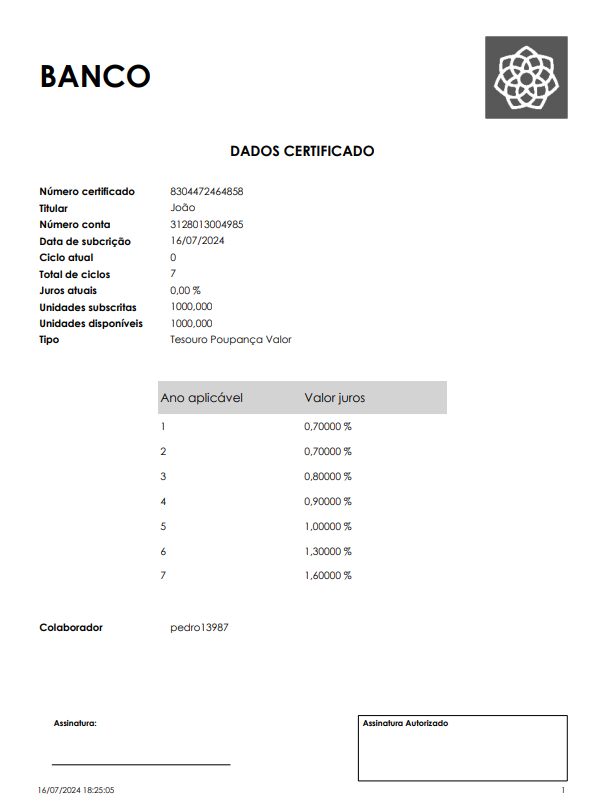 BANCO
DADOS CERTIFICADO
Número certificado 8304472464858
Titular João
Número conta 3128013004985
Data de subcrição 16/07/2024
Ciclo atual 0
Total de ciclos 7
Juros atuais 0,00 %
Unidades subscritas 1000,000
Unidades disponíveis 1000,000
Tipo Tesouro Poupança Valor
Ano aplicável Valor juros
1 0,70000 %
2 0,70000 %
3 0,80000 %
4 0,90000 %
5 1,00000 %
6 1,30000 %
7 1,60000 %
Colaborador pedro13987
Assinatura: Assinatura Autorizado
16/07/2024 18:25:05 1